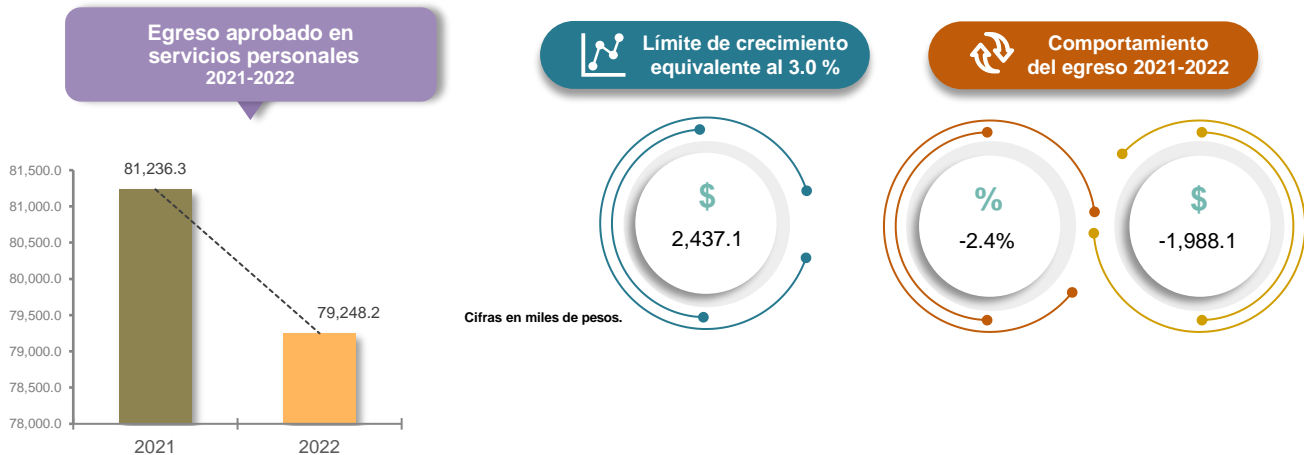 Egreso aprobado en
servicios personales
2021-2022
81,500.0
81,000.0
80,500.0
80,000.0
79,500.0
79,000.0
78,500.0
78,000.0
81,236.3
79,248.2
2021
2022
Límite de crecimiento
equivalente al 3.0 %
$
2,437.1
Cifras en miles de pesos.
Comportamiento
del egreso 2021-2022
%
-2.4%
$
-1,988.1